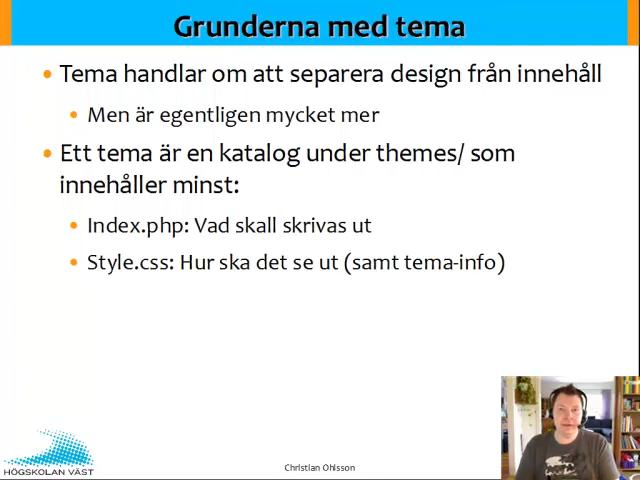 Grunderna med tema
Tema handlar om att separera design från innehåll
Men är egentligen mycket mer
Ett tema är en katalog under themes/ som
innehåller minst:
Index.php: Vad skall skrivas ut
Style.css: Hur ska det se ut (samt tema-info)
HÖGSKOLAN VÄST
Christian Ohlsson